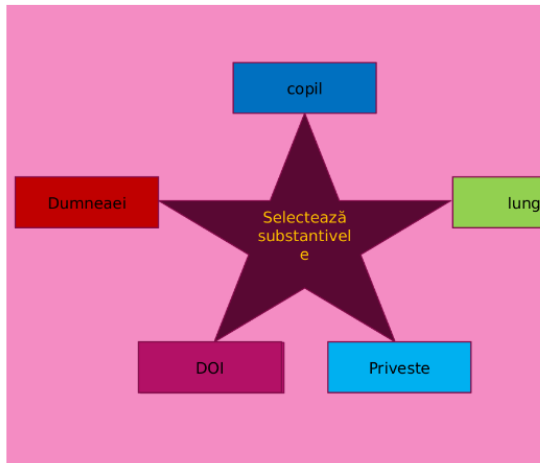 copil
Dumneaei
Selectează
substantivel
e
lung
DOI
Priveste